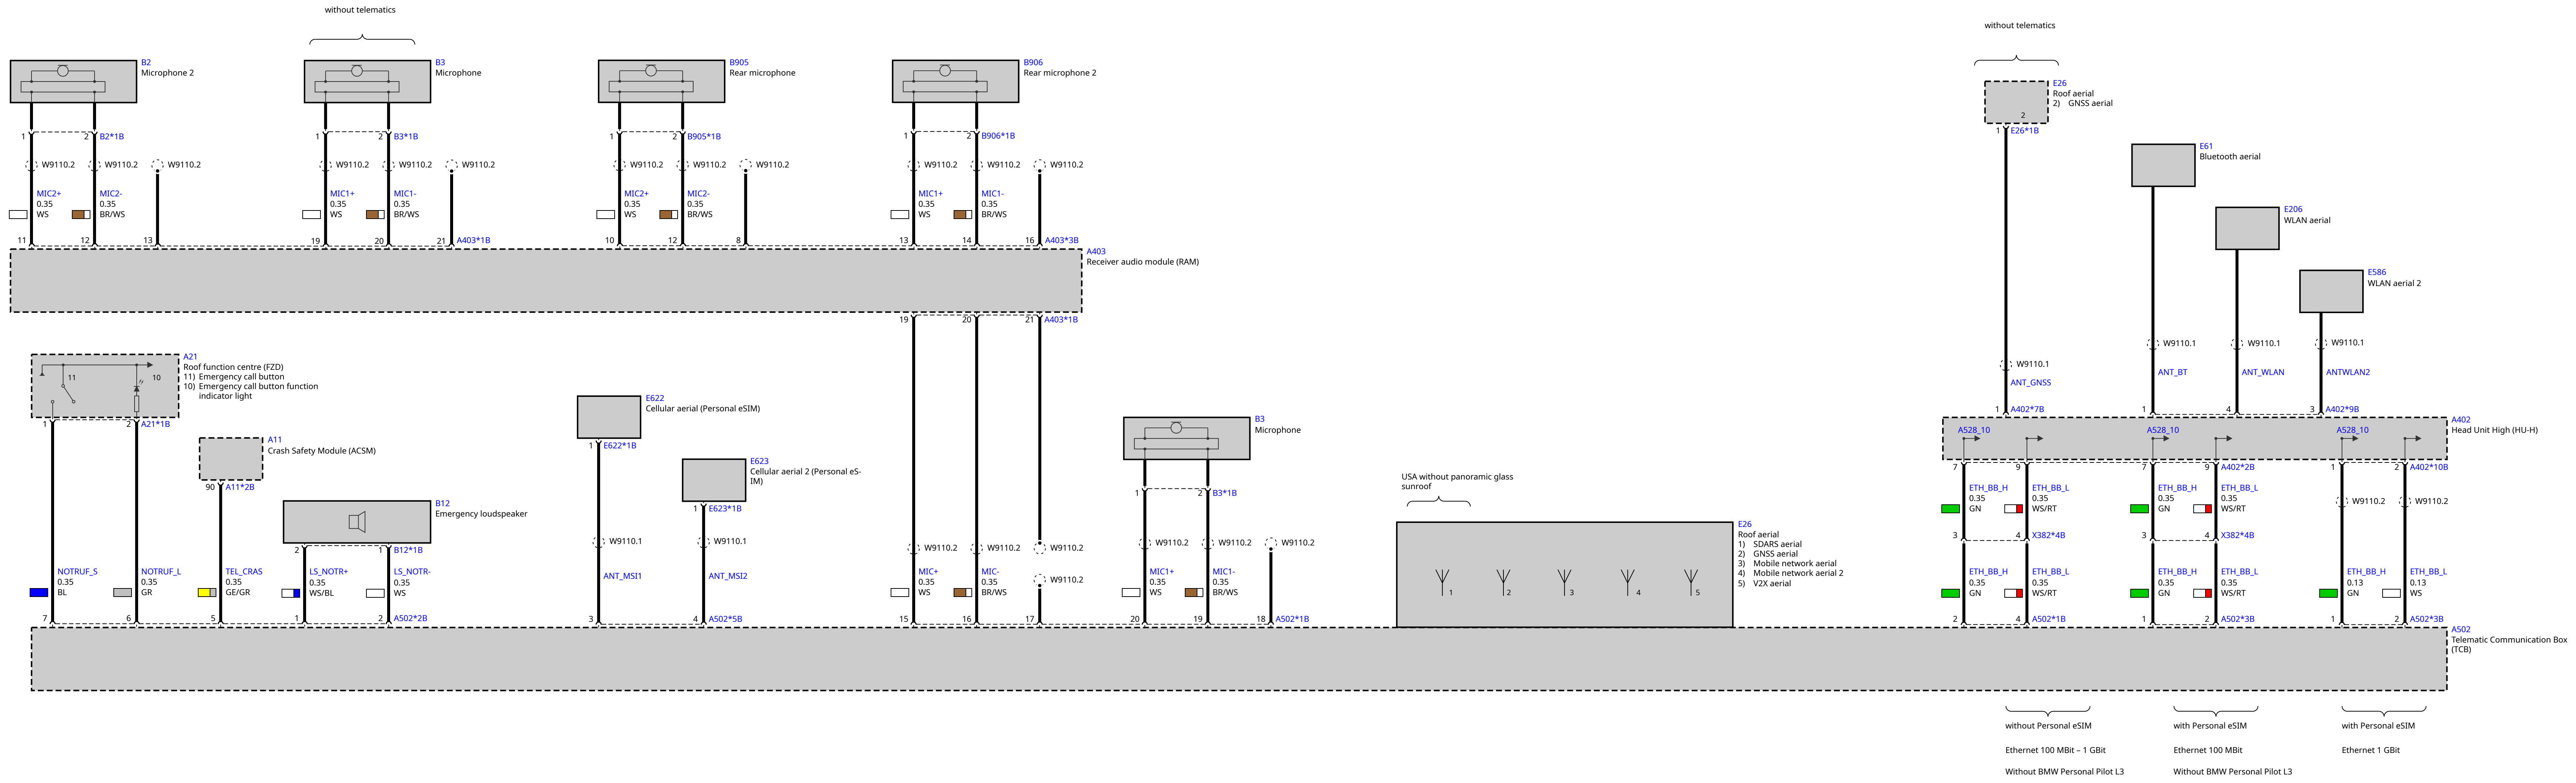 without telematics
without telematics
B2
Microphone 2
B3
Microphone
B905
Rear microphone
B906
Rear microphone 2
E26
Roof aerial
2) GNSS aerial
2
1 2 B2*1B
1 2 B3*1B
1 2 B905*1B
1 2 B906*1B
1 E26*1B
E61
Bluetooth aerial
W9110.2 W9110.2 W9110.2
W9110.2 W9110.2 W9110.2
W9110.2 W9110.2 W9110.2
W9110.2 W9110.2 W9110.2
MIC2+
0.35
WS
MIC2-
0.35
BR/WS
MIC1+
0.35
WS
MIC1-
0.35
BR/WS
MIC2+
0.35
WS
MIC2-
0.35
BR/WS
MIC1+
0.35
WS
MIC1-
0.35
BR/WS
E206
WLAN aerial
11 12 13 19 20 21 A403*1B
10 12 8 13 14 16 A403*3B
A403
Receiver audio module (RAM)
E586
WLAN aerial 2
19 20 21 A403*1B
W9110.1 W9110.1 W9110.1
W9110.1
ANT_GNSS
ANT_BT
ANT_WLAN
ANTWLAN2
A21
Roof function centre (FZD)
11) Emergency call button
10) Emergency call button function
indicator light
11 10
1 2 A21*1B
E622
Cellular aerial (Personal eSIM)
1 E622*1B
B3
Microphone
1 A402*7B
1 4 3 A402*9B
A402
Head Unit High (HU-H)
A528_10 A528_10 A528_10
A11
Crash Safety Module (ACSM)
90 A11*2B
E623
Cellular aerial 2 (Personal eS-
IM)
1 E623*1B
7 9 7 9 A402*2B
1 2 A402*10B
USA without panoramic glass
sunroof
1 2 B3*1B
B12
Emergency loudspeaker
2 1 B12*1B
ETH_BB_H
0.35
GN
ETH_BB_L
0.35
WS/RT
ETH_BB_H
0.35
GN
ETH_BB_L
0.35
WS/RT
W9110.2 W9110.2
3 4 X382*4B
3 4 X382*4B
E26
Roof aerial
1) SDARS aerial
2) GNSS aerial
3) Mobile network aerial
4) Mobile network aerial 2
5) V2X aerial
1 2 3 4 5
W9110.1 W9110.1
W9110.2 W9110.2 W9110.2
W9110.2
W9110.2 W9110.2 W9110.2
NOTRUF_S
0.35
BL
NOTRUF_L
0.35
GR
TEL_CRAS
0.35
GE/GR
LS_NOTR+
0.35
WS/BL
LS_NOTR-
0.35
WS
ANT_MSI1
ANT_MSI2
MIC+
0.35
WS
MIC-
0.35
BR/WS
MIC1+
0.35
WS
MIC1-
0.35
BR/WS
ETH_BB_H
0.35
GN
ETH_BB_L
0.35
WS/RT
ETH_BB_H
0.35
GN
ETH_BB_L
0.35
WS/RT
ETH_BB_H
0.13
GN
ETH_BB_L
0.13
WS
7 6 5 1 2 A502*2B
3 4 A502*5B
15 16 17 20 19 18 A502*1B
2 4 A502*1B
1 2 A502*3B
1 2 A502*3B
A502
Telematic Communication Box
(TCB)
without Personal eSIM
Ethernet 100 MBit – 1 GBit
Without BMW Personal Pilot L3
with Personal eSIM
Ethernet 100 MBit
Without BMW Personal Pilot L3
with Personal eSIM
Ethernet 1 GBit